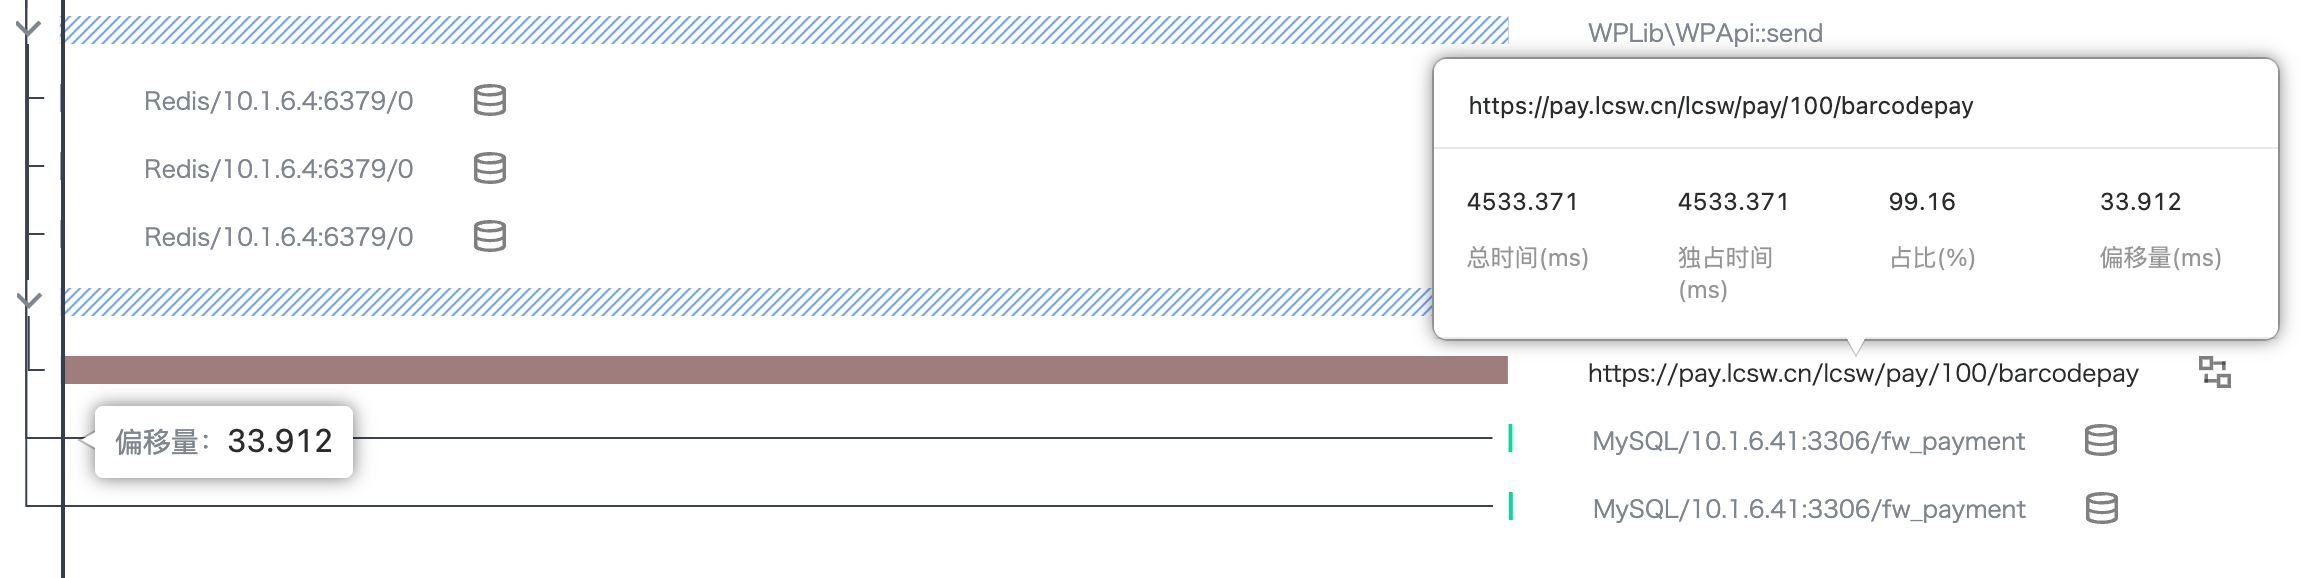 WPLib\WPApi::send
Redis/10.1.6.4:6379/0
Redis/10.1.6.4:6379/0
Redis/10.1.6.4:6379/0
https://pay.lcsw.cn/lcsw/pay/100/barcodepay
4533.371 4533.371 99.16 33.912
总时间(ms) 独占时间 占比(%) 偏移量(ms)
(ms)
https://pay.lcsw.cn/lcsw/pay/100/barcodepay
偏移量: 33.912
MySQL/10.1.6.41:3306/fw_payment
MySQL/10.1.6.41:3306/fw_payment